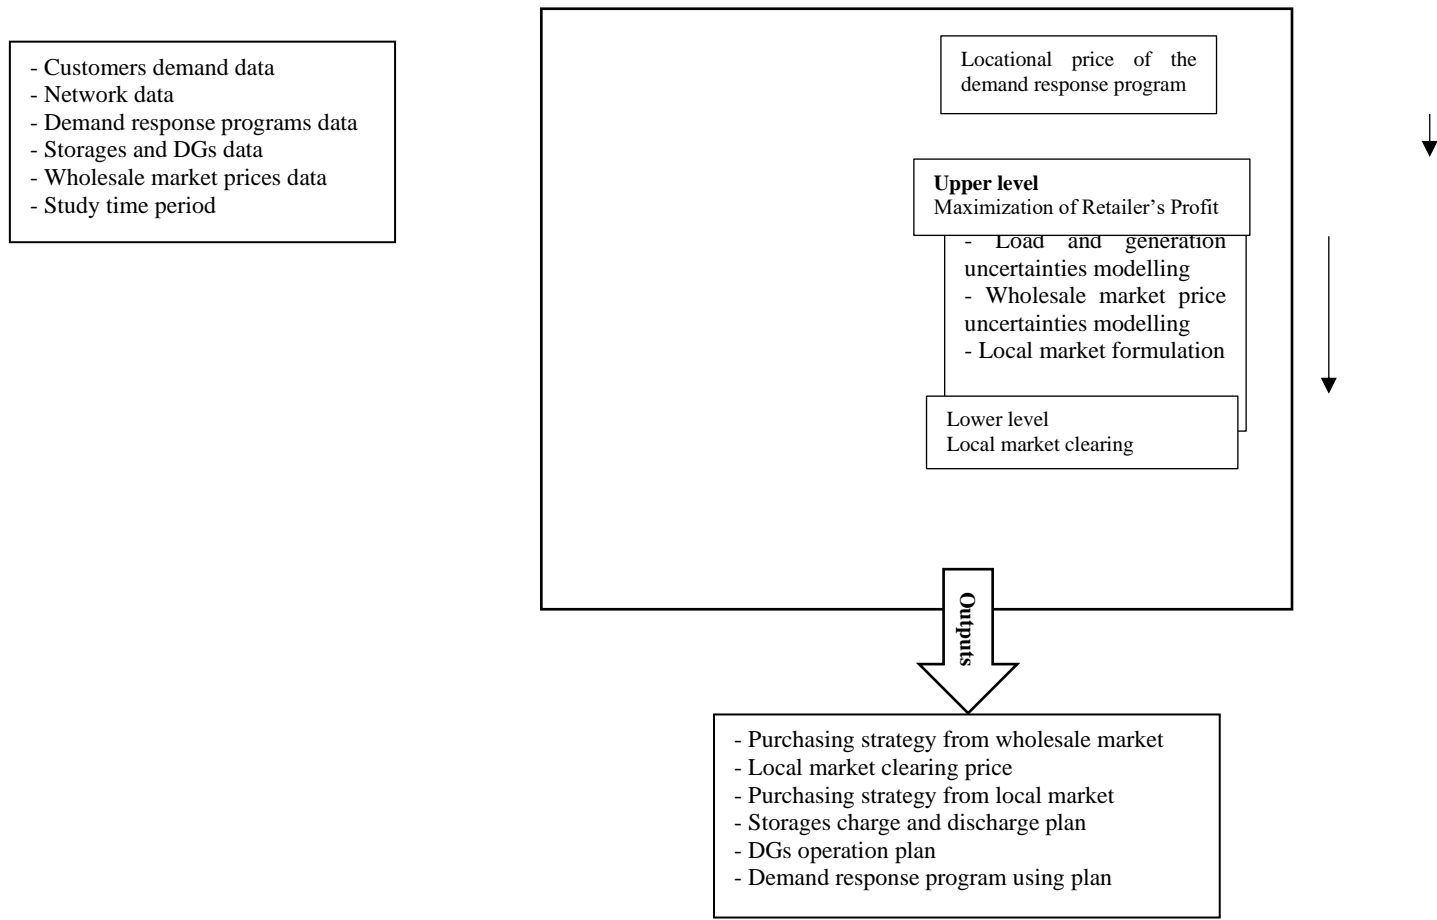 - Customers demand data
- Network data
- Demand response programs data
- Storages and DGs data
- Wholesale market prices data
- Study time period
Locational price of the
demand response program
Upper level
Maximization of Retailer's Profit
- Load and generation
uncertainties modelling
- Wholesale market price
uncertainties modelling
- Local market formulation
Lower level
Local market clearing
Outputs
- Purchasing strategy from wholesale market
- Local market clearing price
- Purchasing strategy from local market
- Storages charge and discharge plan
- DGs operation plan
- Demand response program using plan